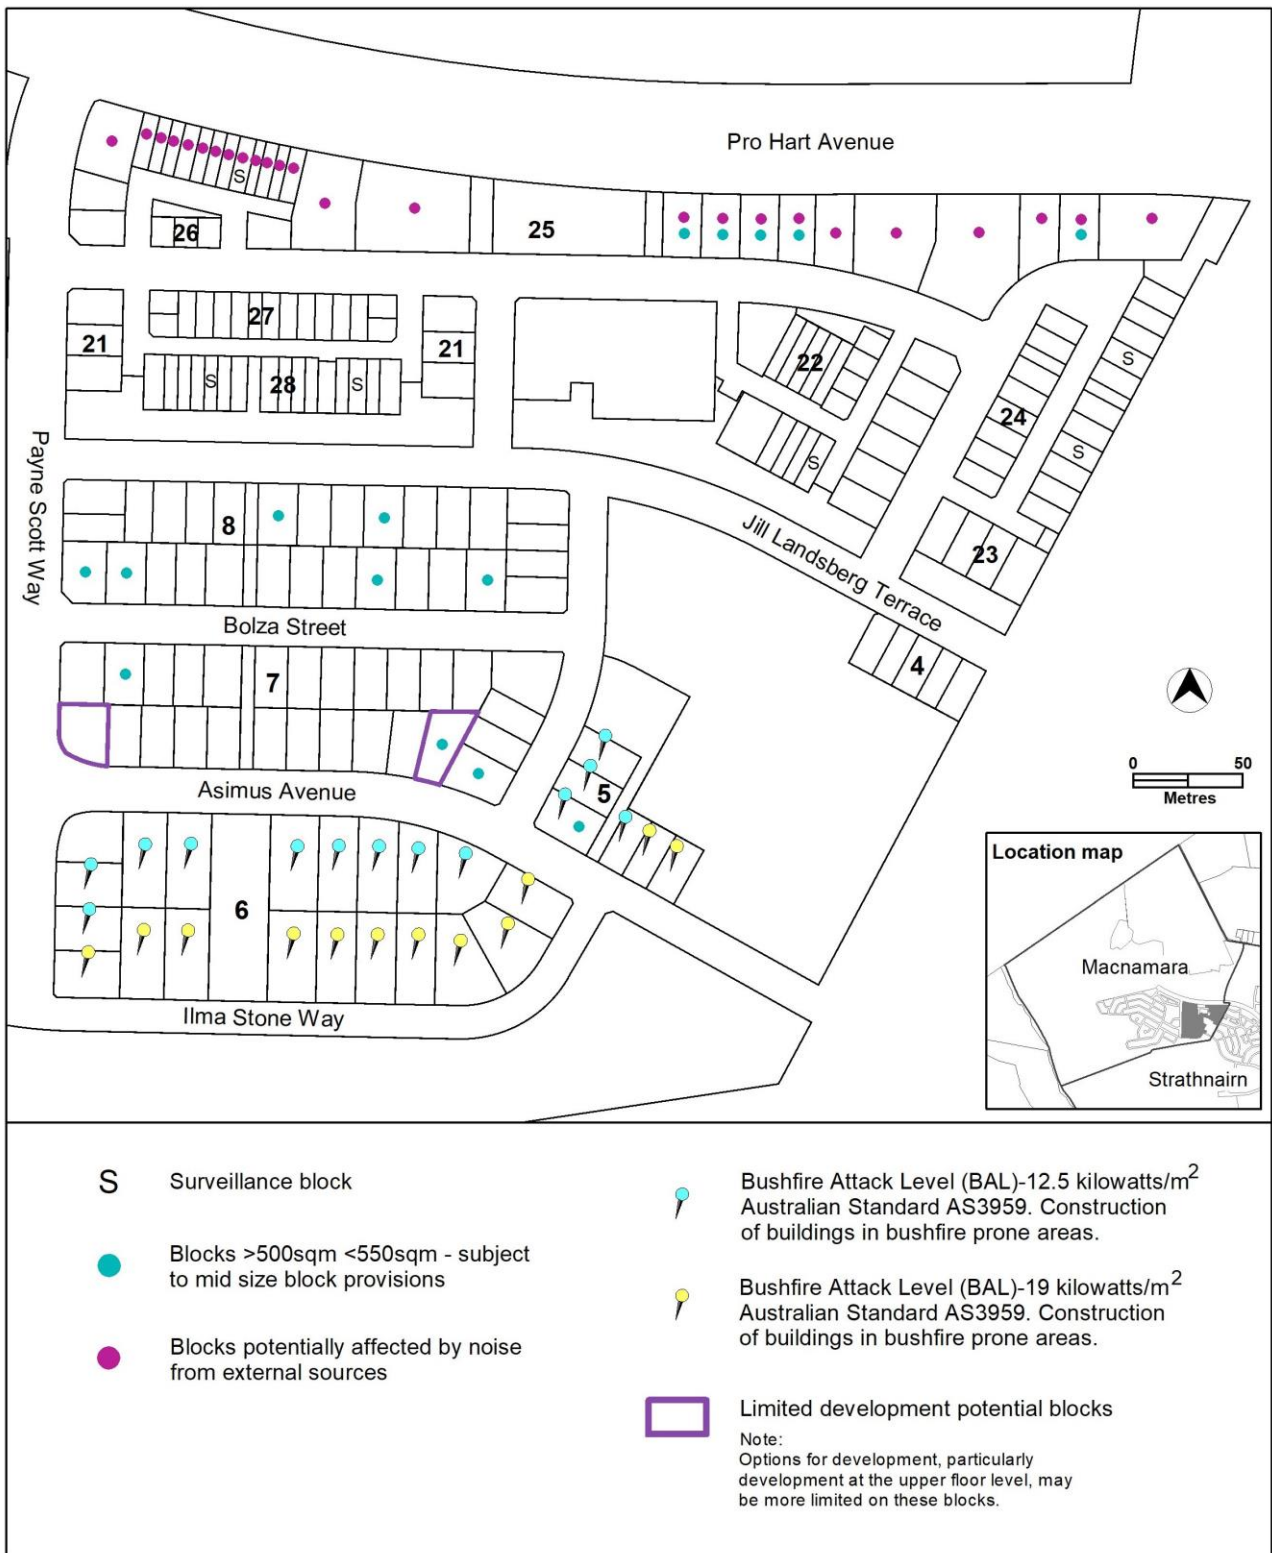 Pro Hart Avenue
S
26
25
27
21
21
S
28
S
22
S
24
S
S
Payne Scott Way
8
Jill Landsberg Terrace
23
Bolza Street
4
7
0 50
Metres
Asimus Avenue
5
6
Ilma Stone Way
Location map
Macnamara
Strathnairn
S Surveillance block
Blocks >500sqm <550sqm - subject
to mid size block provisions
Blocks potentially affected by noise
from external sources
Bushfire Attack Level (BAL)-12.5 kilowatts/m²
Australian Standard AS3959. Construction
of buildings in bushfire prone areas.
Bushfire Attack Level (BAL)-19 kilowatts/m²
Australian Standard AS3959. Construction
of buildings in bushfire prone areas.
Limited development potential blocks
Note:
Options for development, particularly
development at the upper floor level, may
be more limited on these blocks.